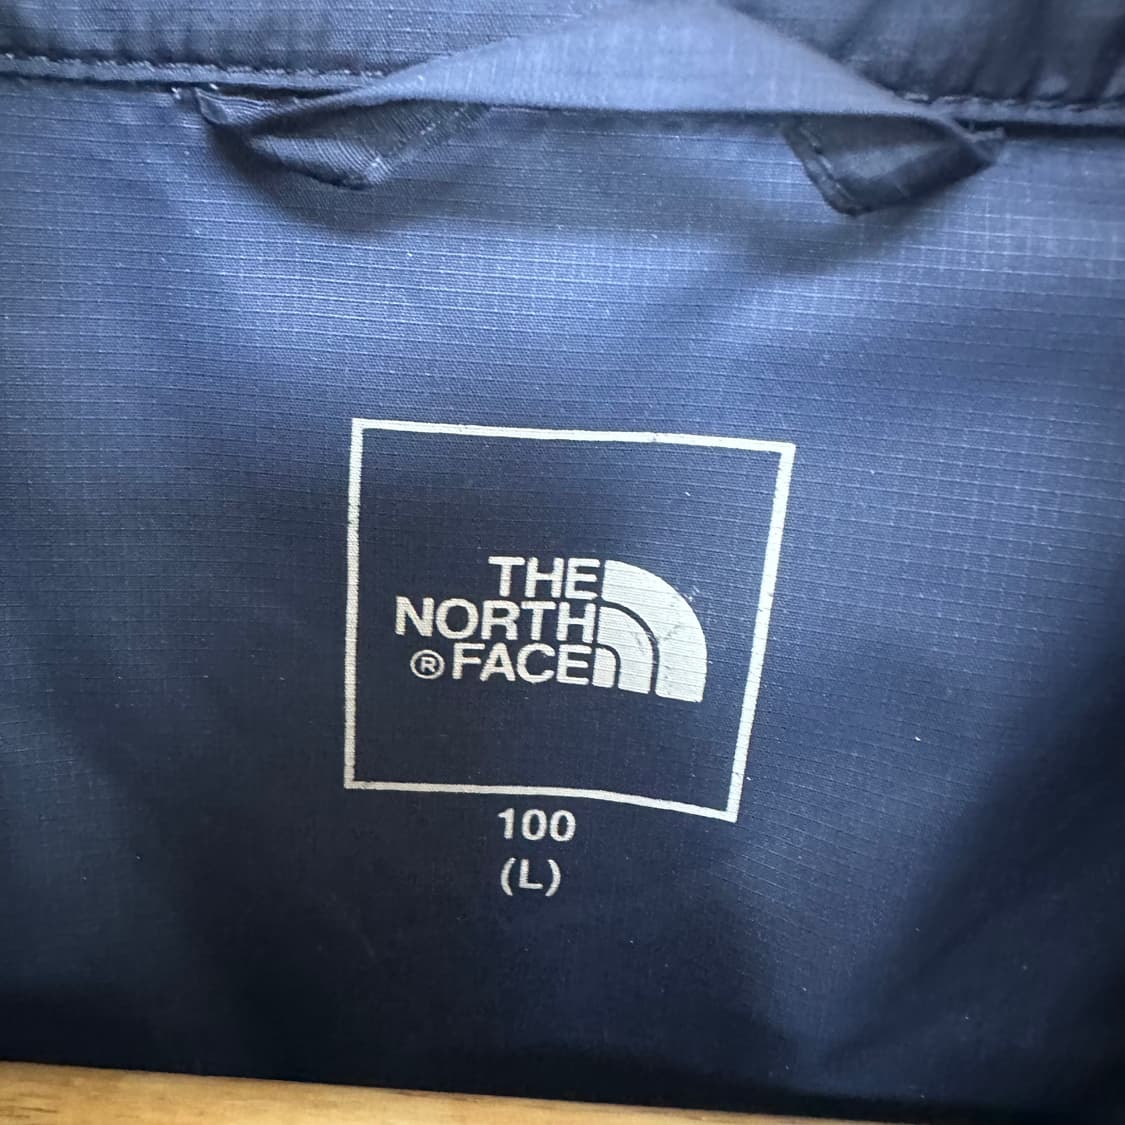 THE
NORTH
® FACE
100
(L)